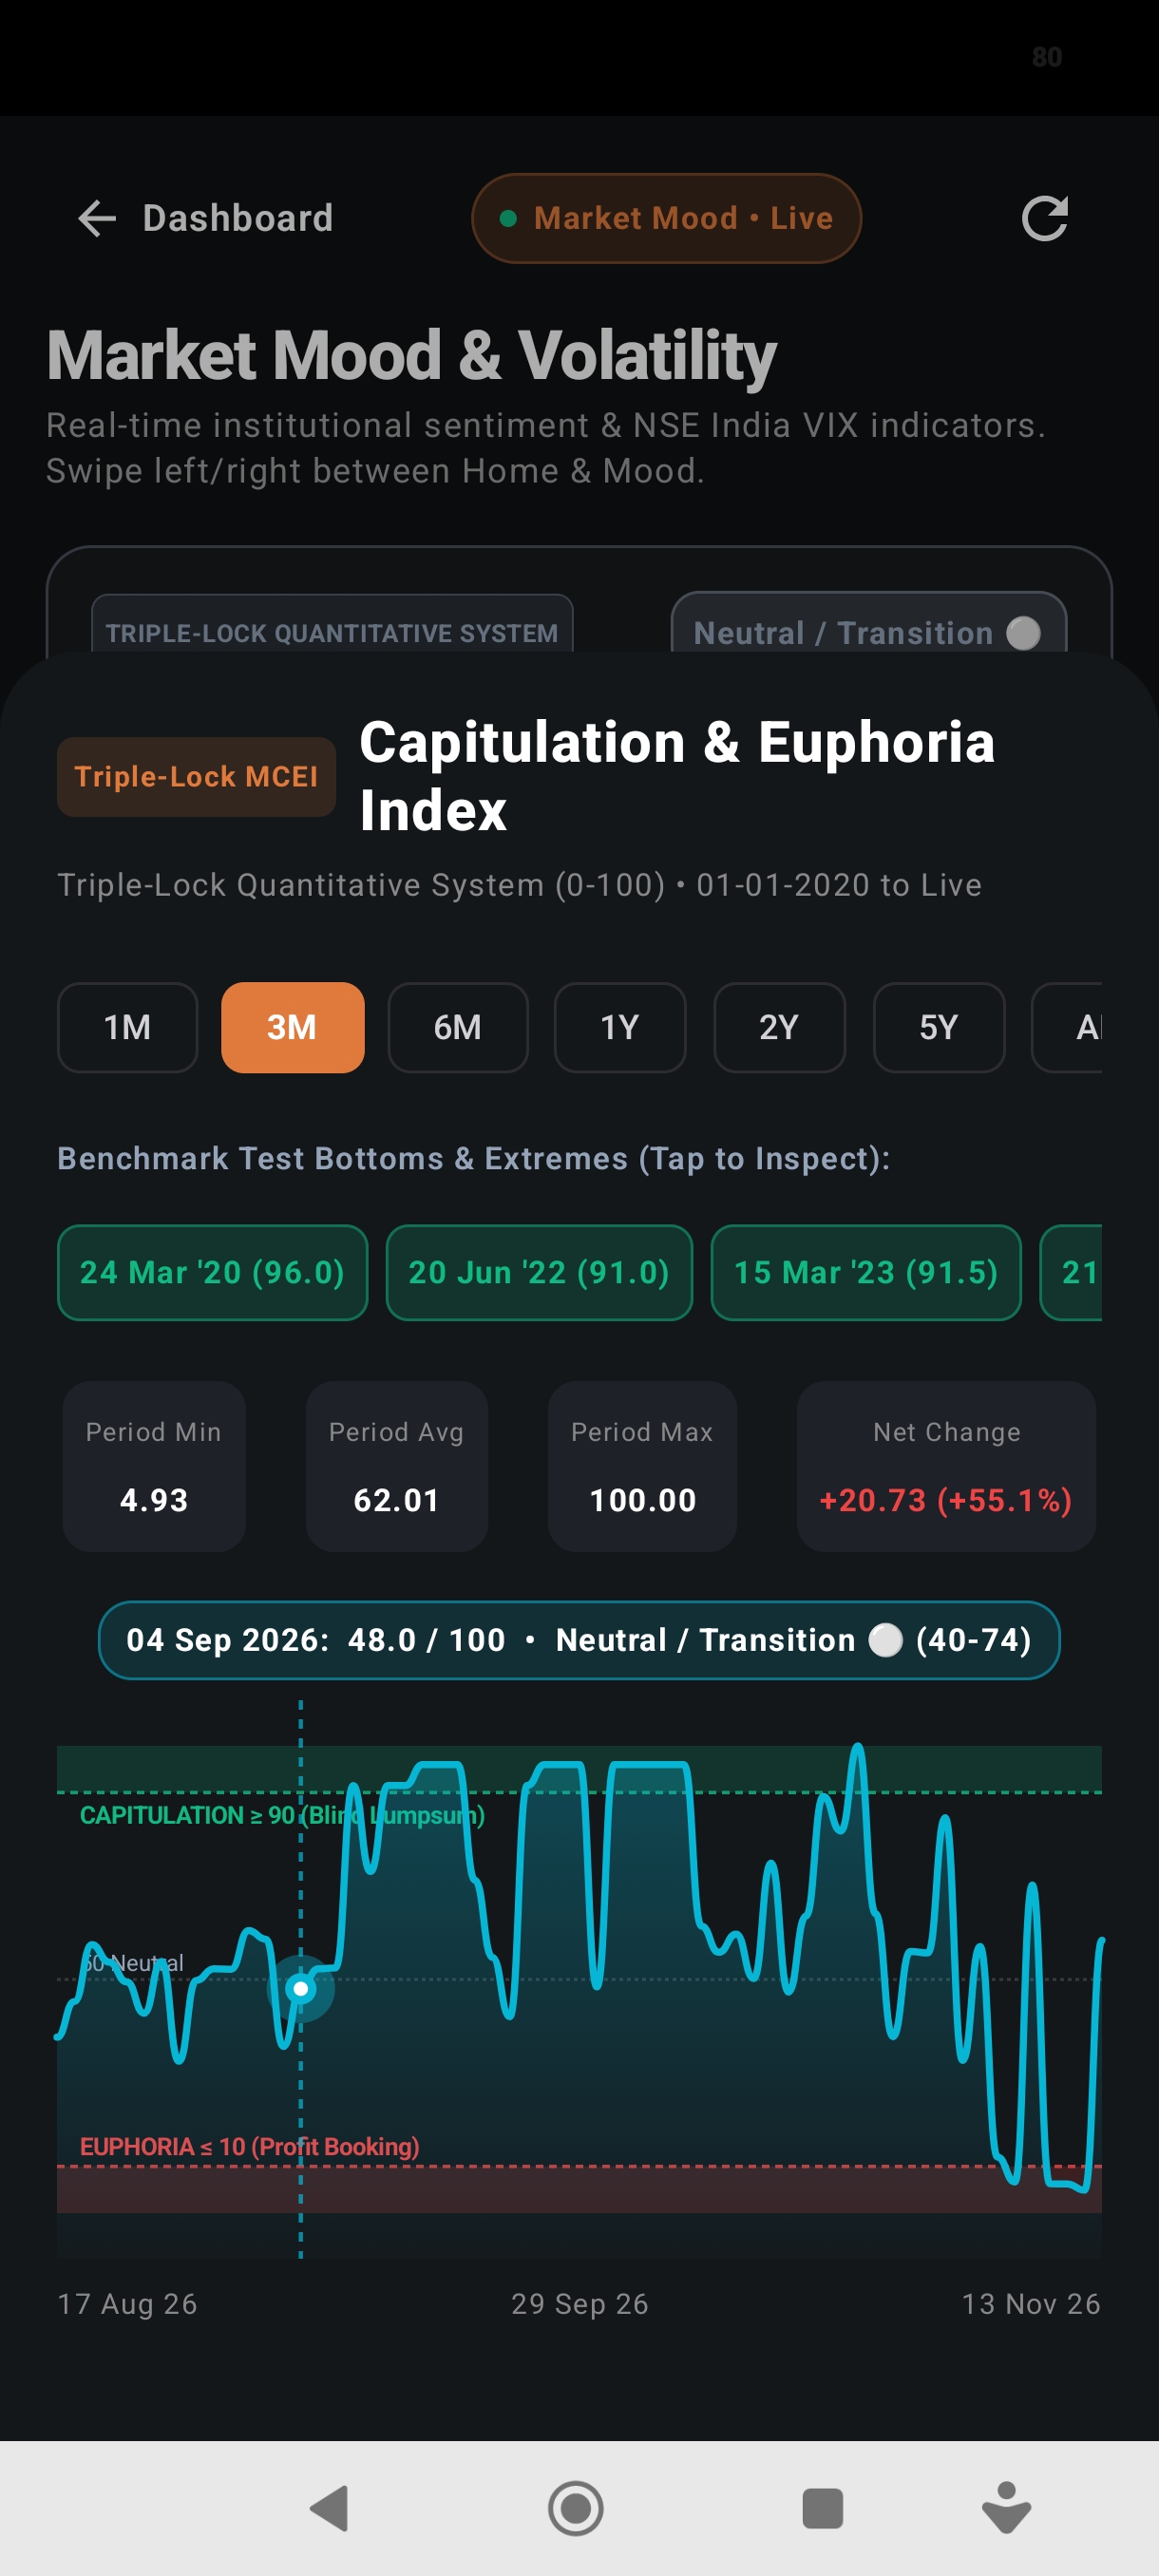 80
Dashboard
Market Mood • Live
Market Mood & Volatility
Real-time institutional sentiment & NSE India VIX indicators.
Swipe left/right between Home & Mood.
TRIPLE-LOCK QUANTITATIVE SYSTEM
Neutral / Transition ⚪
Triple-Lock MCEI
Capitulation & Euphoria
Index
Triple-Lock Quantitative System (0-100) • 01-01-2020 to Live
1M 3M 6M 1Y 2Y 5Y
Benchmark Test Bottoms & Extremes (Tap to Inspect):
24 Mar '20 (96.0) 20 Jun '22 (91.0) 15 Mar '23 (91.5) 21
Period Min Period Avg Period Max Net Change
4.93 62.01 100.00 +20.73 (+55.1%)
04 Sep 2026: 48.0 / 100 • Neutral / Transition ⚪ (40-74)
CAPITULATION ≥ 90 (Blind Lumpsum)
50 Neutral
EUPHORIA ≤ 10 (Profit Booking)
17 Aug 26 29 Sep 26 13 Nov 26